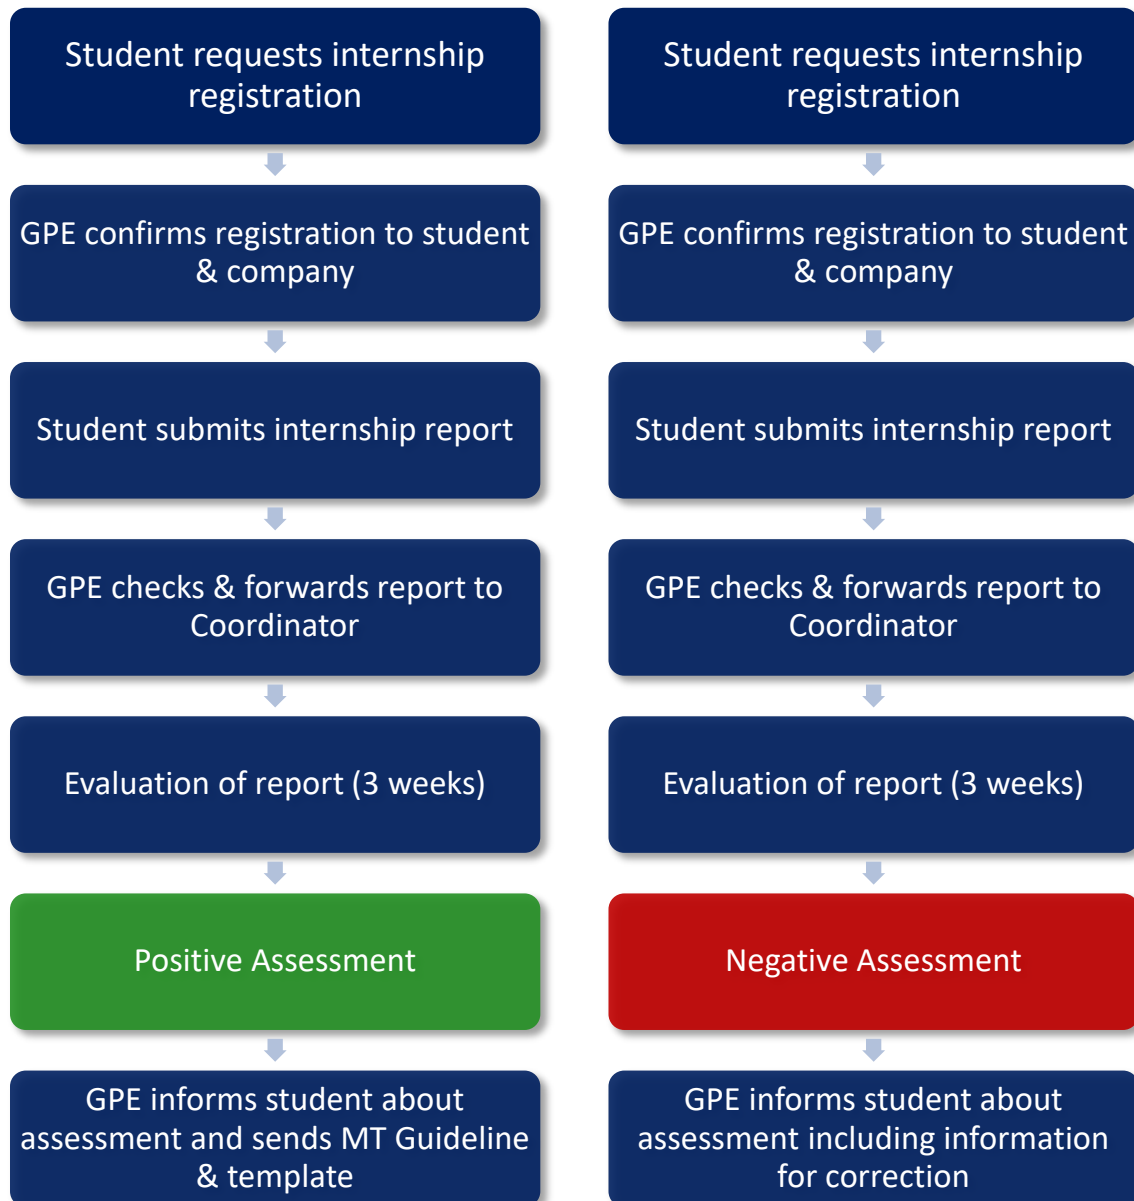 Student requests internship
registration
GPE confirms registration to student
& company
Student submits internship report
GPE checks & forwards report to
Coordinator
Evaluation of report (3 weeks)
Positive Assessment
GPE informs student about
assessment and sends MT Guideline
& template
Student requests internship
registration
GPE confirms registration to student
& company
Student submits internship report
GPE checks & forwards report to
Coordinator
Evaluation of report (3 weeks)
Negative Assessment
GPE informs student about
assessment including information
for correction